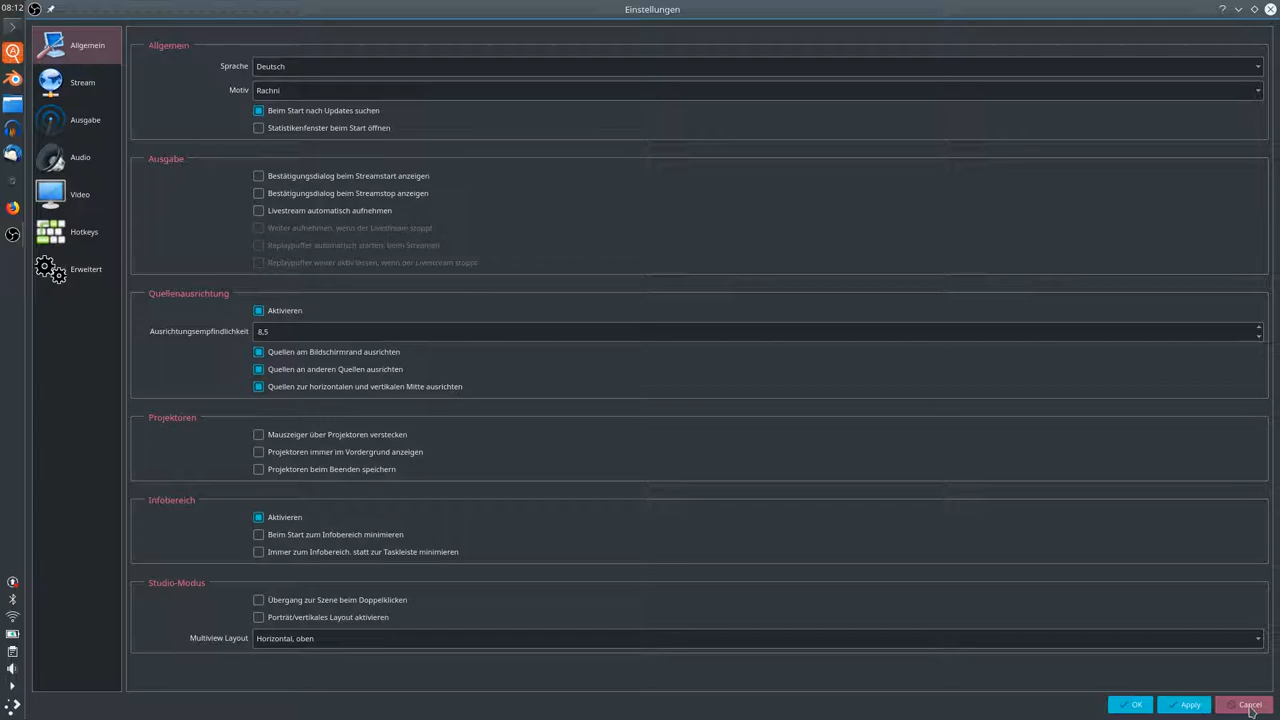 08:12
Einstellungen
Allgemein
Stream
Ausgabe
Audio
Video
Hotkeys
Erweitert
Allgemein
Sprache Deutsch
Motiv Rachni
Beim Start nach Updates suchen
Statistikenfenster beim Start öffnen
Ausgabe
Bestätigungsdialog beim Streamstart anzeigen
Bestätigungsdialog beim Streamstop anzeigen
Livestream automatisch aufnehmen
Weiter aufnehmen, wenn der Livestream stoppt
Replaypuffer automatisch starten, beim Streamen
Replaypuffer weiter aktiv lassen, wenn der Livestream stoppt
Quellenausrichtung
Aktivieren
Ausrichtungsempfindlichkeit 8,5
Quellen am Bildschirmrand ausrichten
Quellen an anderen Quellen ausrichten
Quellen zur horizontalen und vertikalen Mitte ausrichten
Projektoren
Mauszeiger über Projektoren verstecken
Projektoren immer im Vordergrund anzeigen
Projektoren beim Beenden speichern
Infobereich
Aktivieren
Beim Start zum Infobereich minimieren
Immer zum Infobereich, statt zur Taskleiste minimieren
Studio-Modus
Übergang zur Szene beim Doppelklicken
Porträt/vertikales Layout aktivieren
Multiview Layout Horizontal, oben
OK Apply Cancel